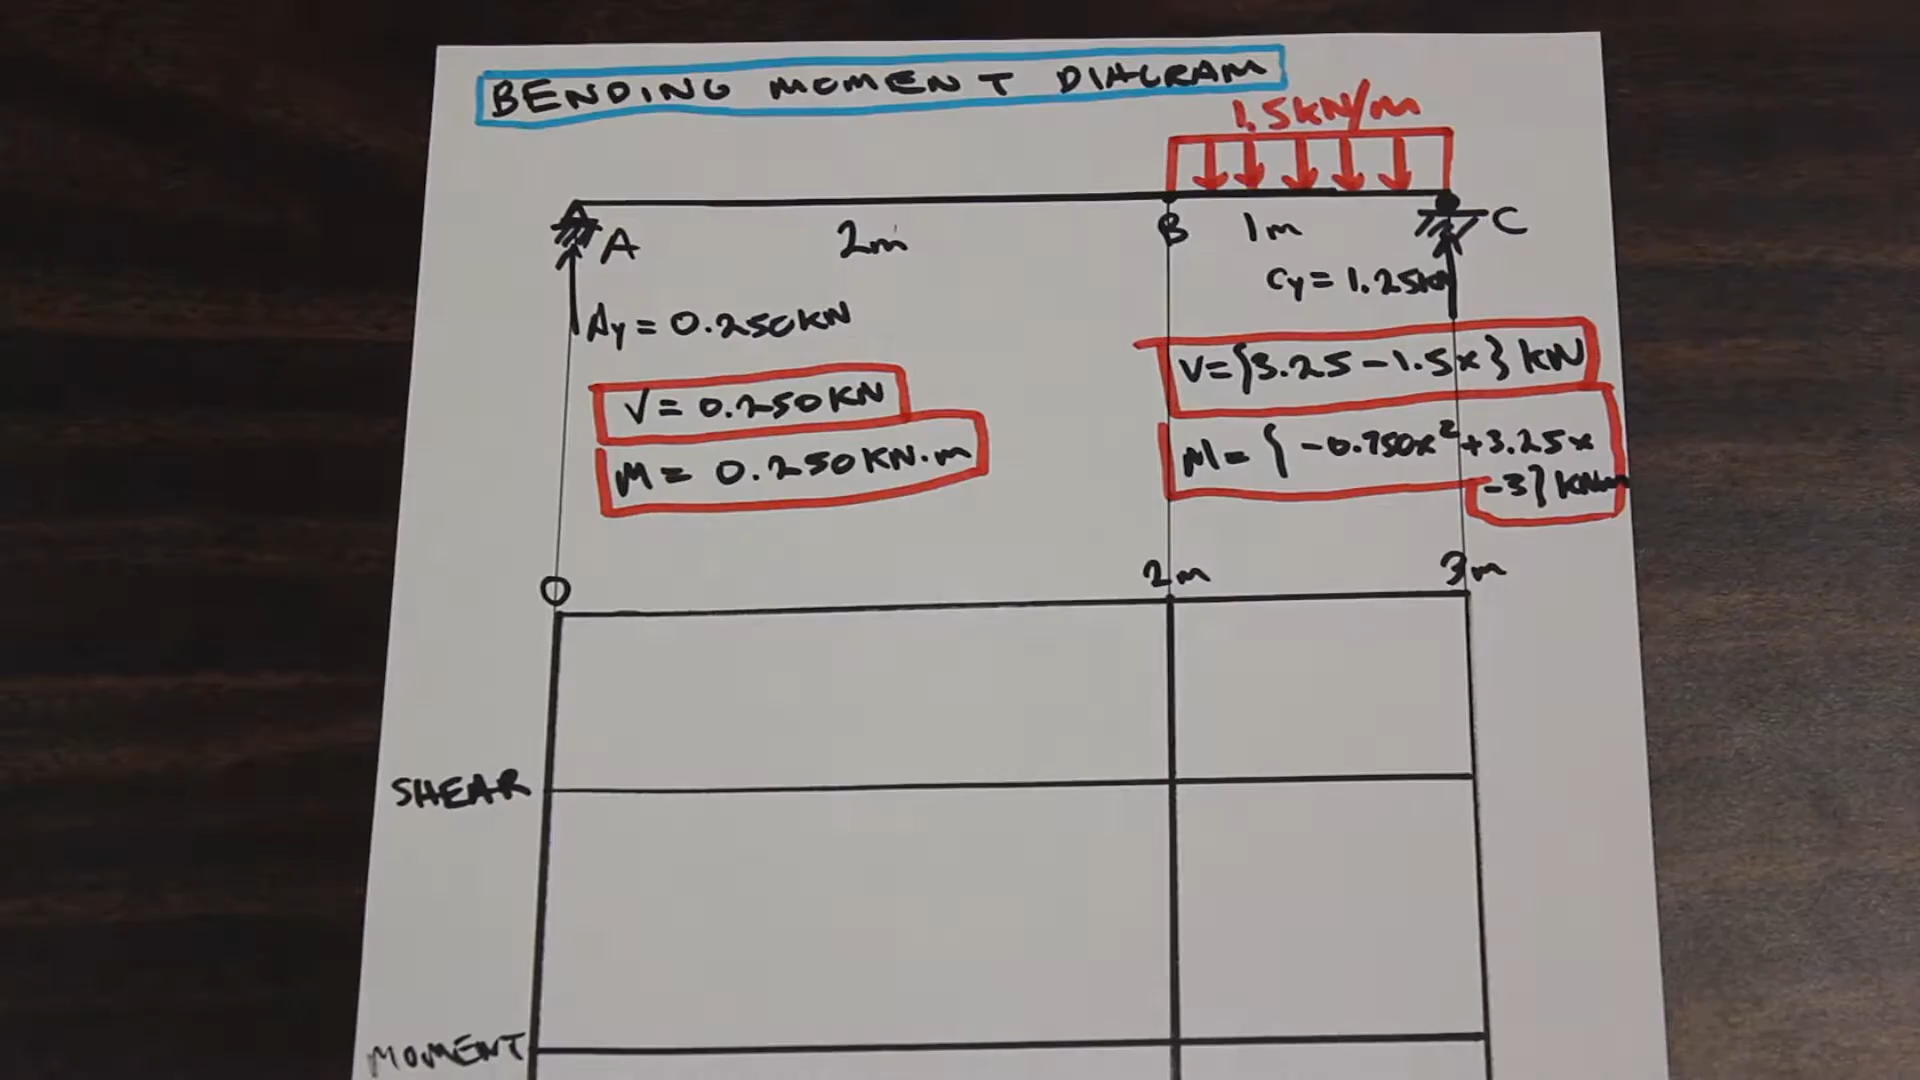 BENDING MOMENT DIAGRAM
1.5kN/m
A
2m
B
1m
C
Cy = 1.25kN
Ay = 0.250KN
V = 0.250KN
M = 0.250KN.m
V={3.25-1.5x} KN
M={-0.750x²+3.25x
-3} KN.m
0
2m
3m
SHEAR
MOMENT